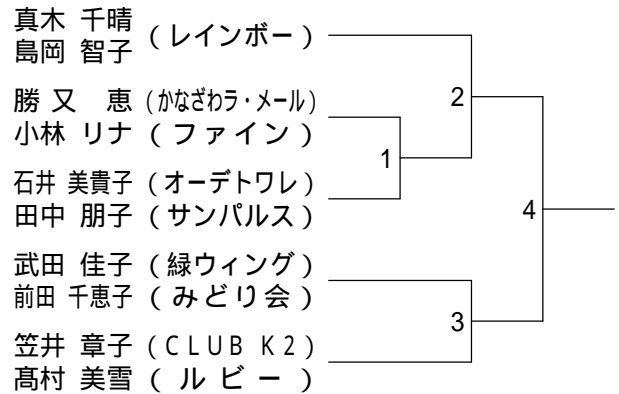 真木 千晴
島岡 智子
(レインボー)
勝又 恵 (かなざわラ・メール)
小林 リナ (ファイン)
石井 美貴子 (オーデトワレ)
田中 朋子 (サンパルス)
武田 佳子 (緑ウィング)
前田 千恵子 (みどり会)
笠井 章子 (CLUB K2)
髙村 美雪 (ルビー)
1
2
3
4